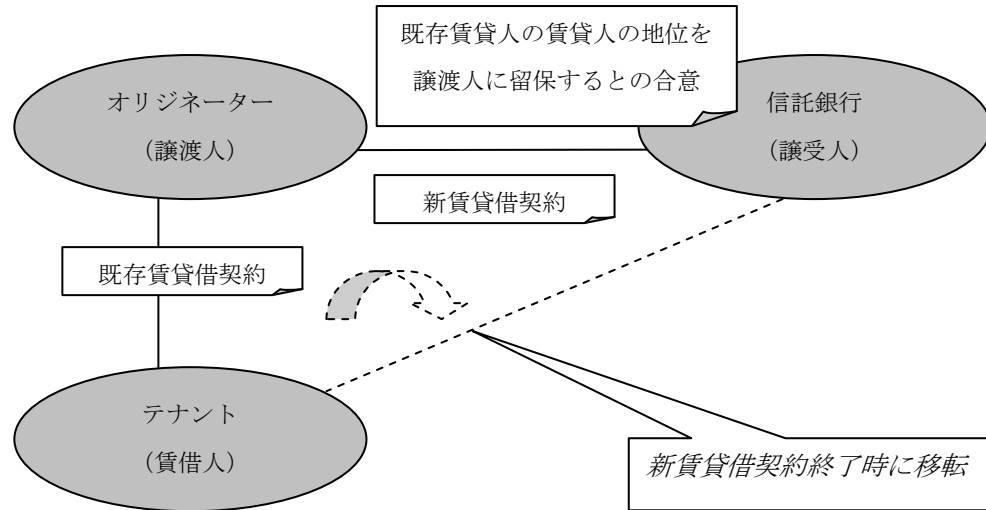 既存賃貸人の賃貸人の地位を
譲渡人に留保するとの合意
オリジネーター
（譲渡人）
信託銀行
（譲受人）
新賃貸借契約
既存賃貸借契約
テナント
（賃借人）
新賃貸借契約終了時に移転